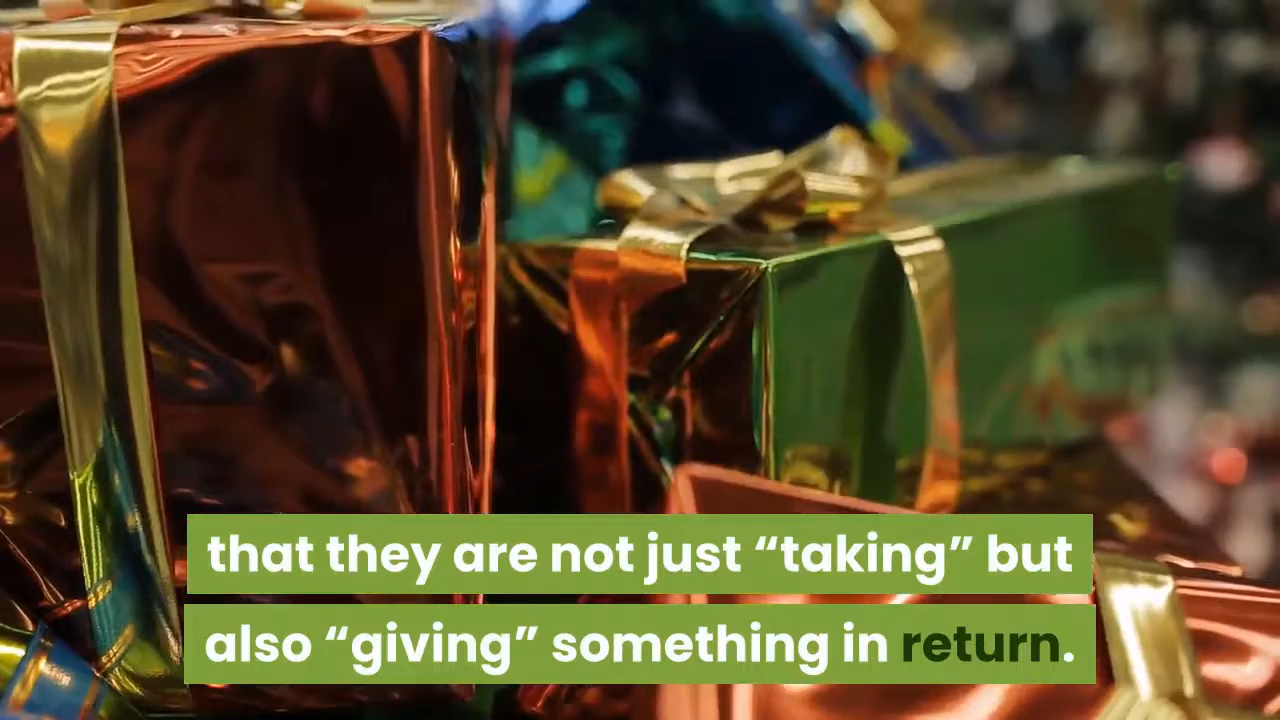 that they are not just “taking” but
also “giving” something in return.